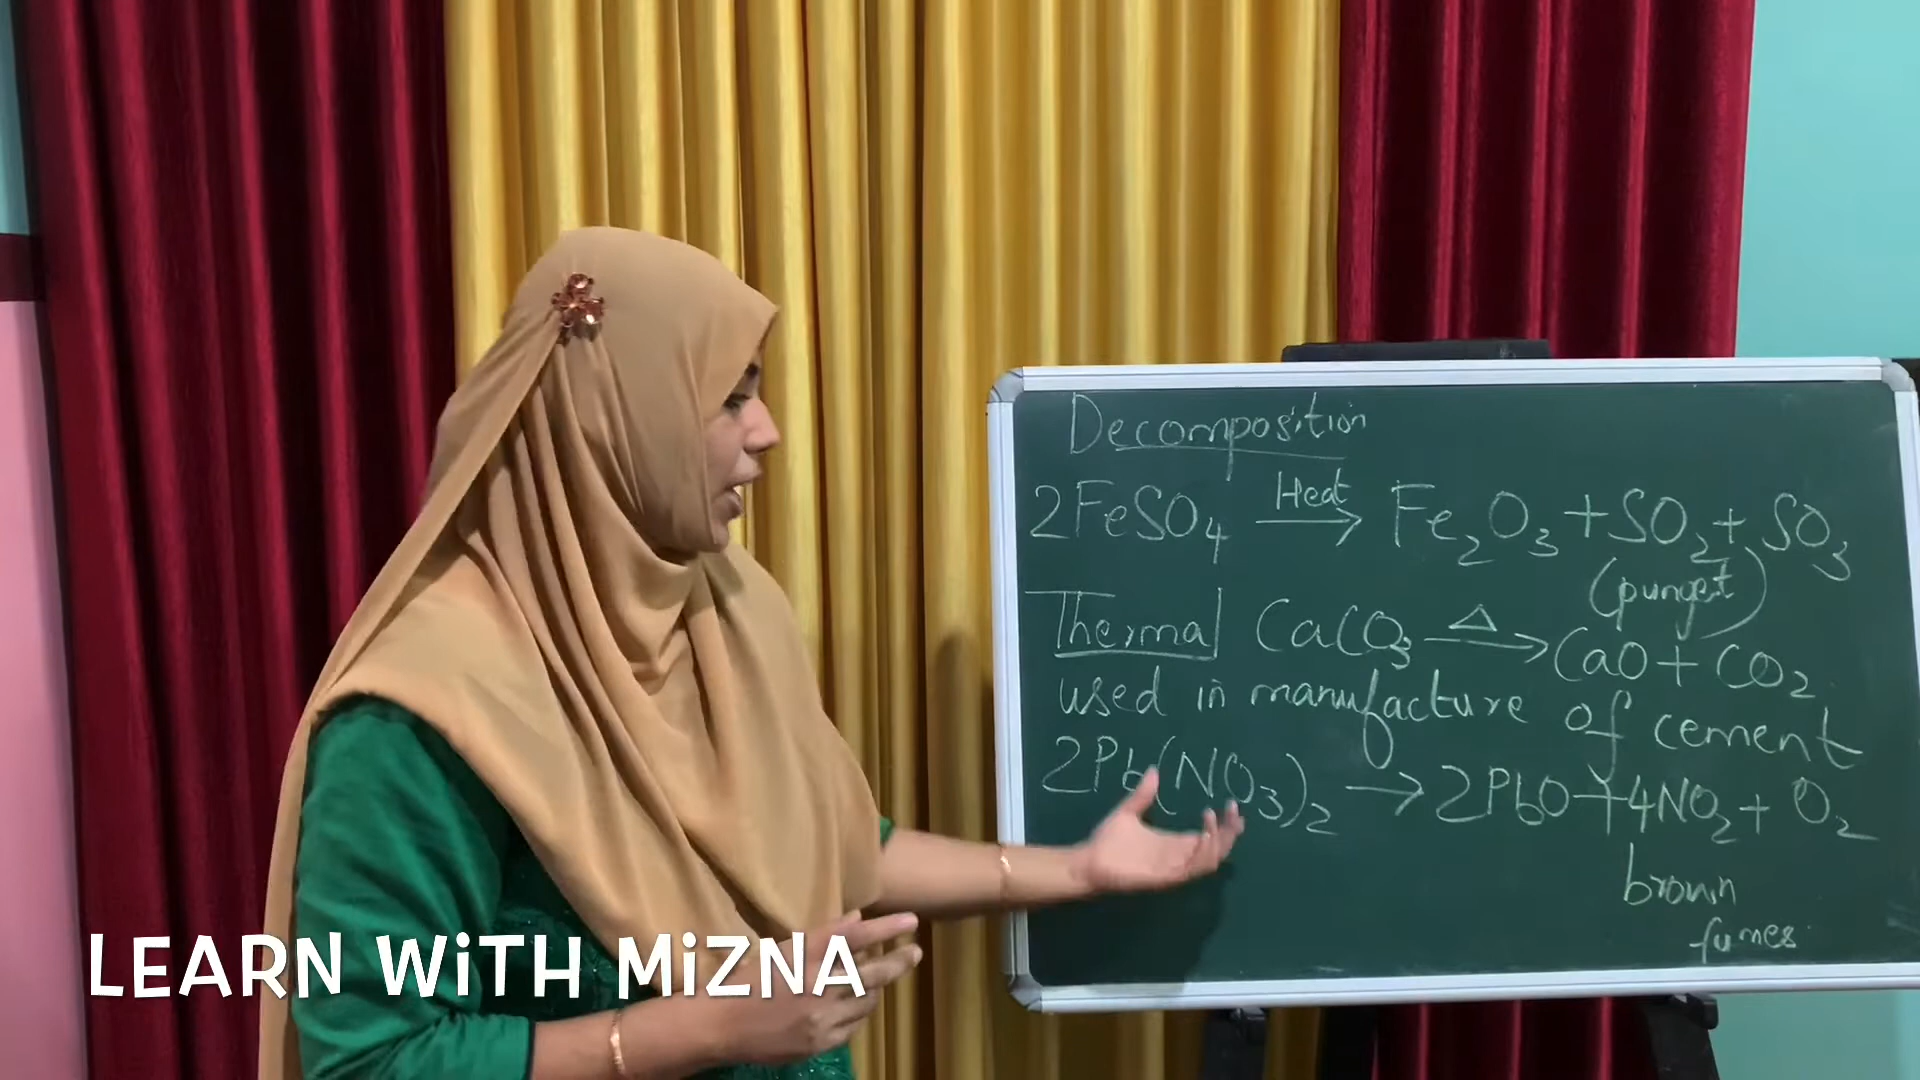 Decomposition
2FeSO₄ Heat → Fe₂O₃ + SO₂ + SO₃
(pungent)
Thermal CaCO₃ Δ → CaO + CO₂
used in manufacture of cement
2Pb(NO₃)₂ → 2PbO + 4NO₂ + O₂
brown
fumes
LEARN WiTH MiZNA